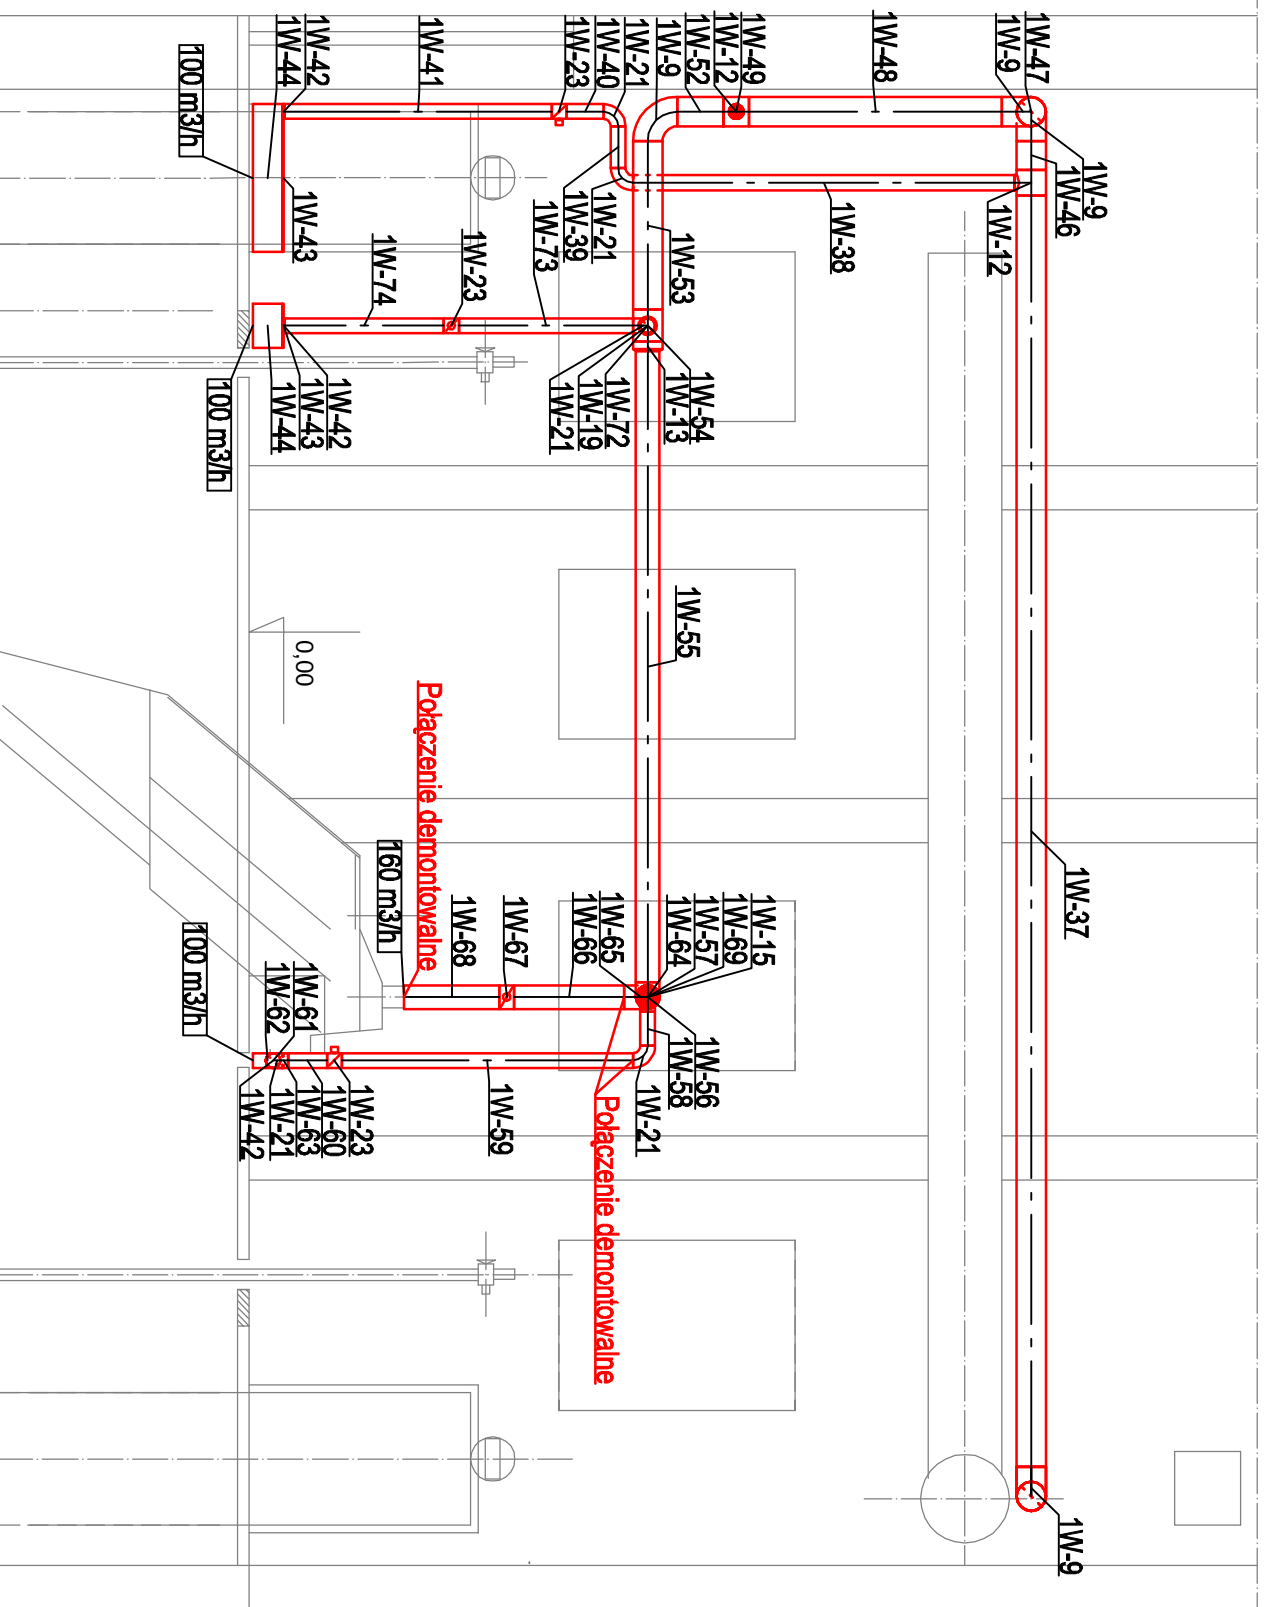 1W-44
1W-42
1W-41
1W-23
1W-40
1W-21
1W-9
1W-52
1W-12
1W-49
1W-48
1W-9
1W-47
100 m3/h
1W-43
1W-74
1W-23
1W-73
1W-39
1W-21
1W-53
1W-38
1W-12
1W-46
1W-9
100 m3/h
1W-44
1W-43
1W-42
1W-21
1W-19
1W-72
1W-13
1W-54
1W-55
0,00
Połączenie demontowalne
160 m3/h
1W-68
1W-67
1W-66
1W-65
1W-64
1W-57
1W-69
1W-15
1W-37
100 m3/h
1W-62
1W-61
1W-42
1W-21
1W-63
1W-60
1W-23
1W-59
1W-21
1W-58
1W-56
Połączenie demontowalne
1W-9